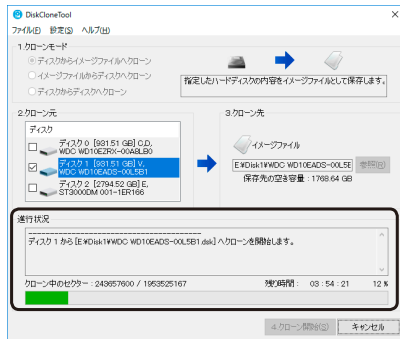 DiskCloneTool
ファイル(F) 設定(S) ヘルプ(H)
1.クローンモード
ディスクからイメージファイルへクローン
イメージファイルからディスクへクローン
ディスクからディスクへクローン
指定したハードディスクの内容をイメージファイルとして保存します。
2.クローン元
ディスク
ディスク 0 [931.51 GB] C,D,
WDC WD10EZRX-00A8LB0
ディスク 1 [931.51 GB] V,
WDC WD10EADS-00L5B1
ディスク 2 [2794.52 GB] E,
ST3000DM 001-1ER166
3.クローン先
イメージファイル
E:¥Disk1¥WDC WD10EADS-00L5E 参照(B)
保存先の空き容量：1768.64 GB
進行状況
------------------------------------------------
ディスク 1 から [E:¥Disk1¥WDC WD10EADS-00L5B1.dsk] へクローンを開始します。
クローン中のセクター：243657600 / 1953525167 残り時間： 03 : 54 : 21 12 %
4.クローン開始(S) キャンセル